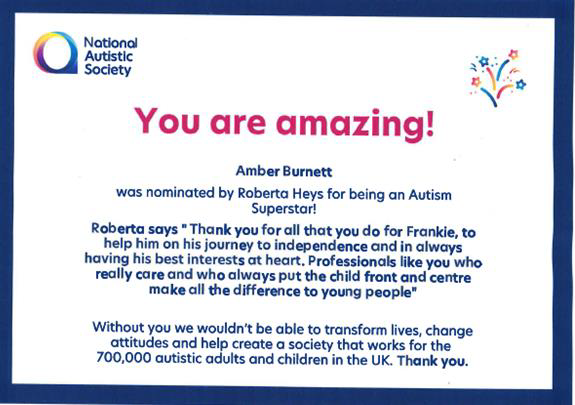 National
Autistic
Society
You are amazing!
Amber Burnett
was nominated by Roberta Heys for being an Autism
Superstar!
Roberta says " Thank you for all that you do for Frankie, to
help him on his journey to independence and in always
having his best interests at heart. Professionals like you who
really care and who always put the child front and centre
make all the difference to young people"
Without you we wouldn't be able to transform lives, change
attitudes and help create a society that works for the
700,000 autistic adults and children in the UK. Thank you.